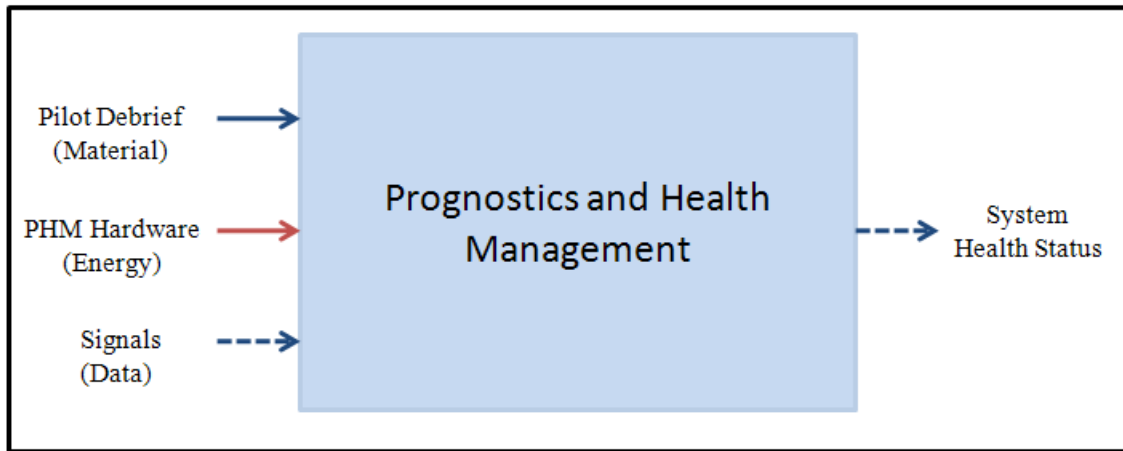 Pilot Debrief
(Material)
PHM Hardware
(Energy)
Signals
(Data)
Prognostics and Health
Management
System
Health Status